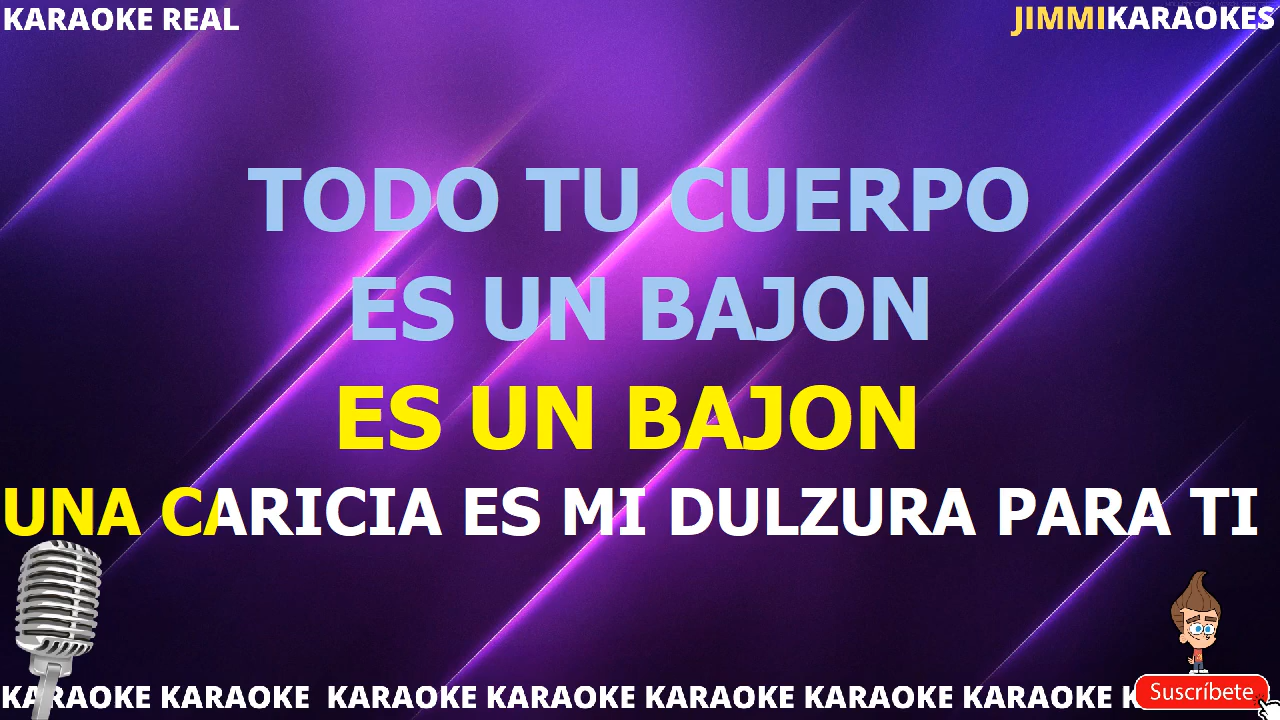 KARAOKE REAL
JIMMIKARAOKES
TODO TU CUERPO
ES UN BAJON
ES UN BAJON
UNA CARICIA ES MI DULZURA PARA TI
KARAOKE KARAOKE KARAOKE KARAOKE KARAOKE KARAOKE KARAOKE
Suscríbete